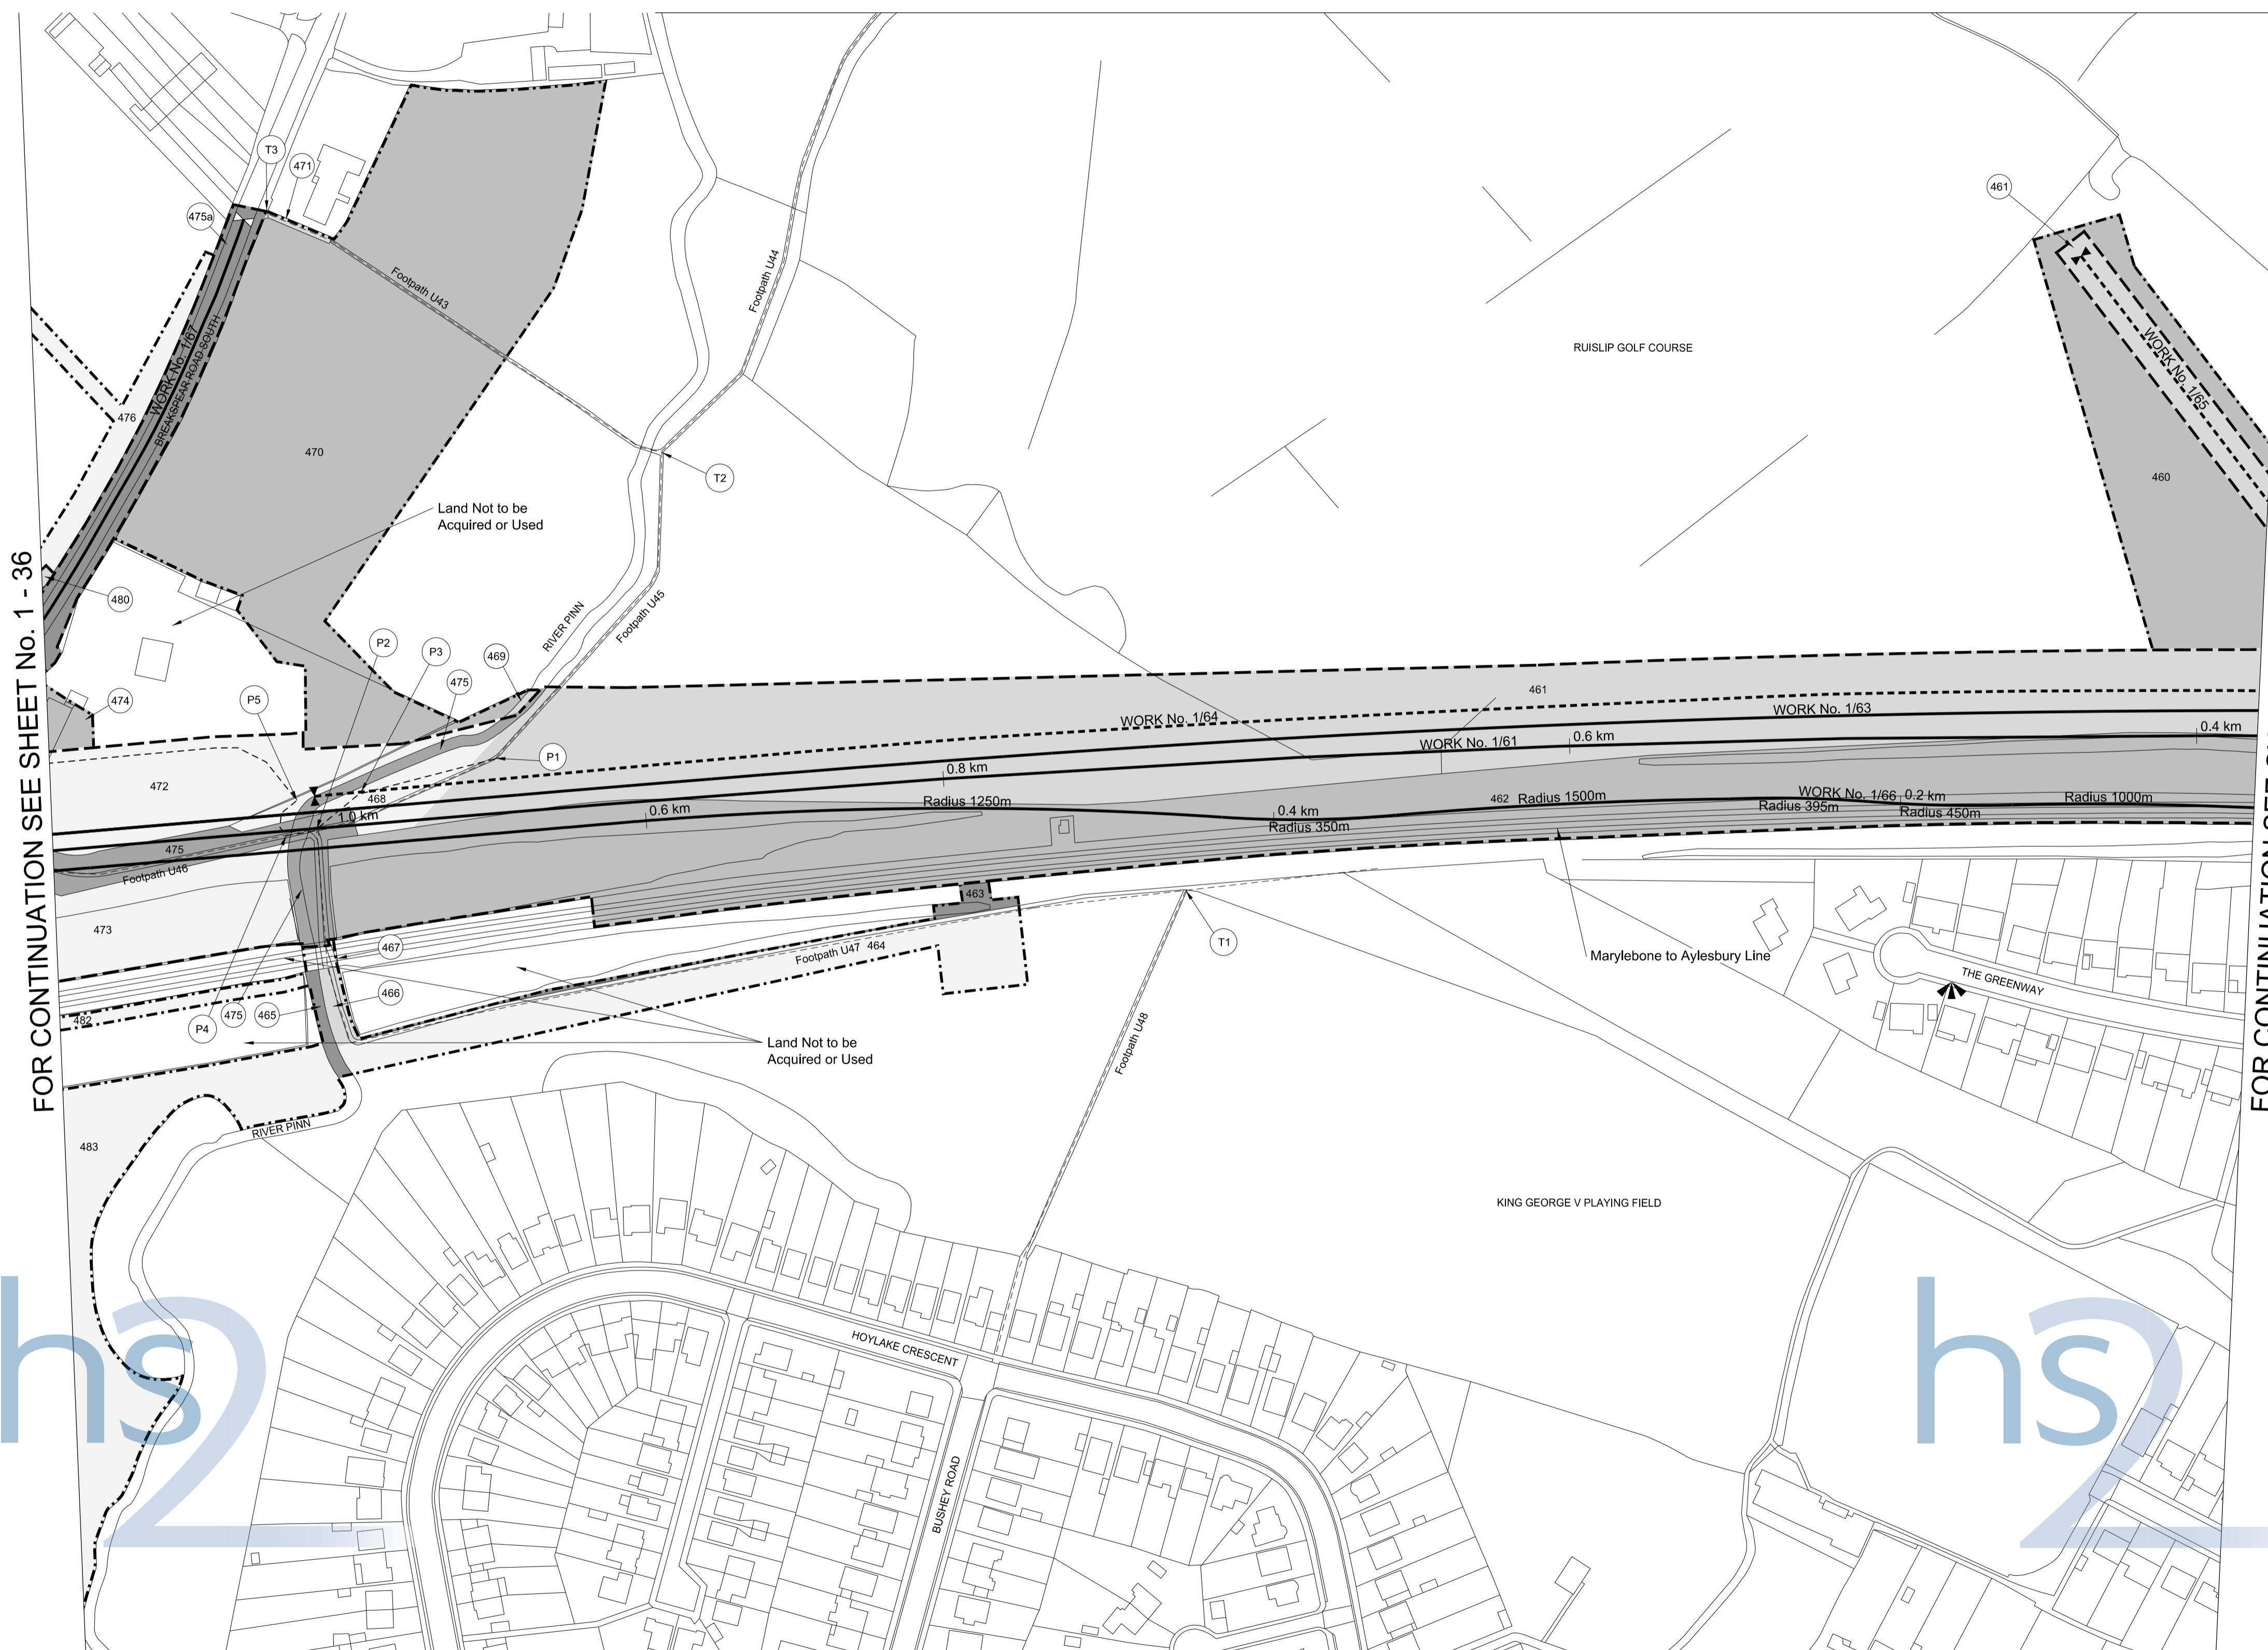 T3
471
461
475a
Footpath U43
Footpath U44
RUISLIP GOLF COURSE
WORK No. 1/67
BREAKSPEAR ROAD SOUTH
WORK No. 1/65
476
470
460
T2
Land Not to be
Acquired or Used
FOR CONTINUATION SEE SHEET No. 1 - 36
480
RIVER PINN
Footpath U45
P2
P3
469
475
474
P5
461
WORK No. 1/64
WORK No. 1/63
WORK No. 1/61
0.6 km
0.4 km
P1
472
468
0.8 km
1.0 km
0.6 km
Radius 1250m
0.4 km
Radius 350m
462
Radius 1500m
WORK No. 1/66
0.2 km
Radius 395m
Radius 450m
Radius 1000m
475
Footpath U46
463
473
467
Footpath U47
464
T1
Marylebone to Aylesbury Line
THE GREENWAY
466
482
P4
475
465
Land Not to be
Acquired or Used
Footpath U48
FOR CONTINUATION
RIVER PINN
483
KING GEORGE V PLAYING FIELD
hs2
hs2
HOYLAKE CRESCENT
BUSHEY ROAD